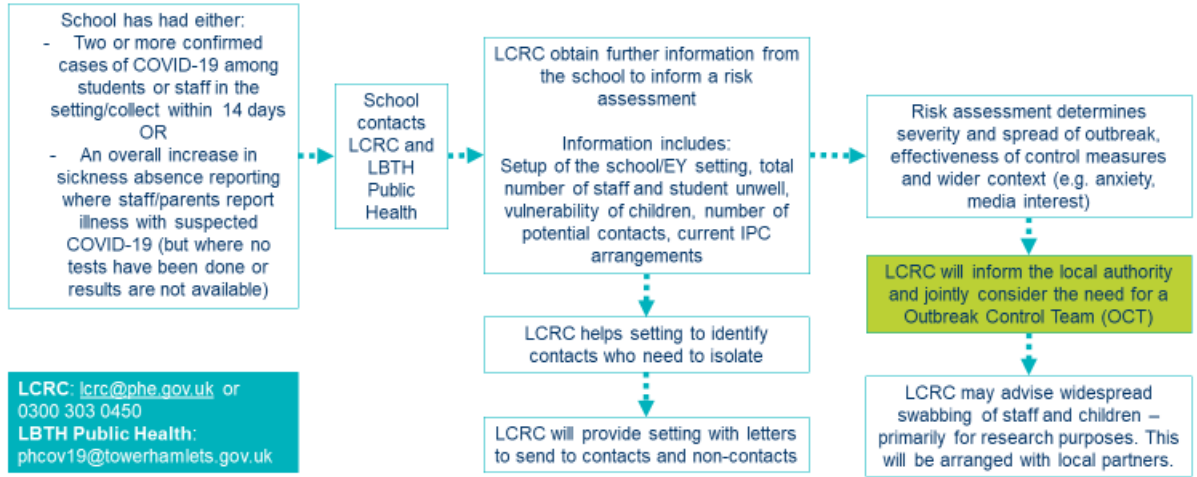 School has had either:
- Two or more confirmed
cases of COVID-19 among
students or staff in the
setting/collect within 14 days
OR
- An overall increase in
sickness absence reporting
where staff/parents report
illness with suspected
COVID-19 (but where no
tests have been done or
results are not available)
School
contacts
LCRC and
LBTH
Public
Health
LCRC obtain further information from
the school to inform a risk
assessment
Information includes:
Setup of the school/EY setting, total
number of staff and student unwell,
vulnerability of children, number of
potential contacts, current IPC
arrangements
LCRC helps setting to identify
contacts who need to isolate
LCRC will provide setting with letters
to send to contacts and non-contacts
Risk assessment determines
severity and spread of outbreak,
effectiveness of control measures
and wider context (e.g. anxiety,
media interest)
LCRC will inform the local authority
and jointly consider the need for a
Outbreak Control Team (OCT)
LCRC may advise widespread
swabbing of staff and children –
primarily for research purposes. This
will be arranged with local partners.
LCRC: lcrc@phe.gov.uk or
0300 303 0450
LBTH Public Health:
phcov19@towerhamlets.gov.uk